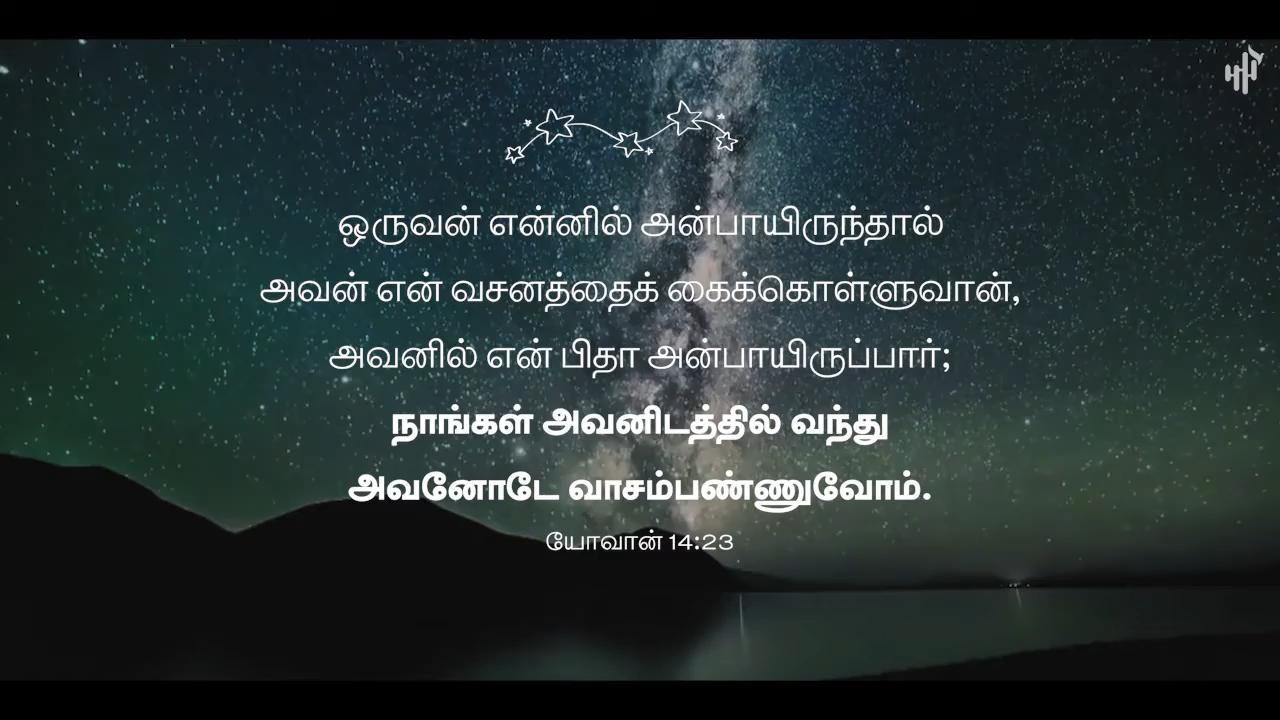 ஒருவன் என்னில் அன்பாயிருந்தால்
அவன் என் வசனத்தைக் கைக்கொள்ளுவான்,
அவனில் என் பிதா அன்பாயிருப்பார்;
நாங்கள் அவனிடத்தில் வந்து
அவனோடே வாசம்பண்ணுவோம்.
யோவான் 14:23